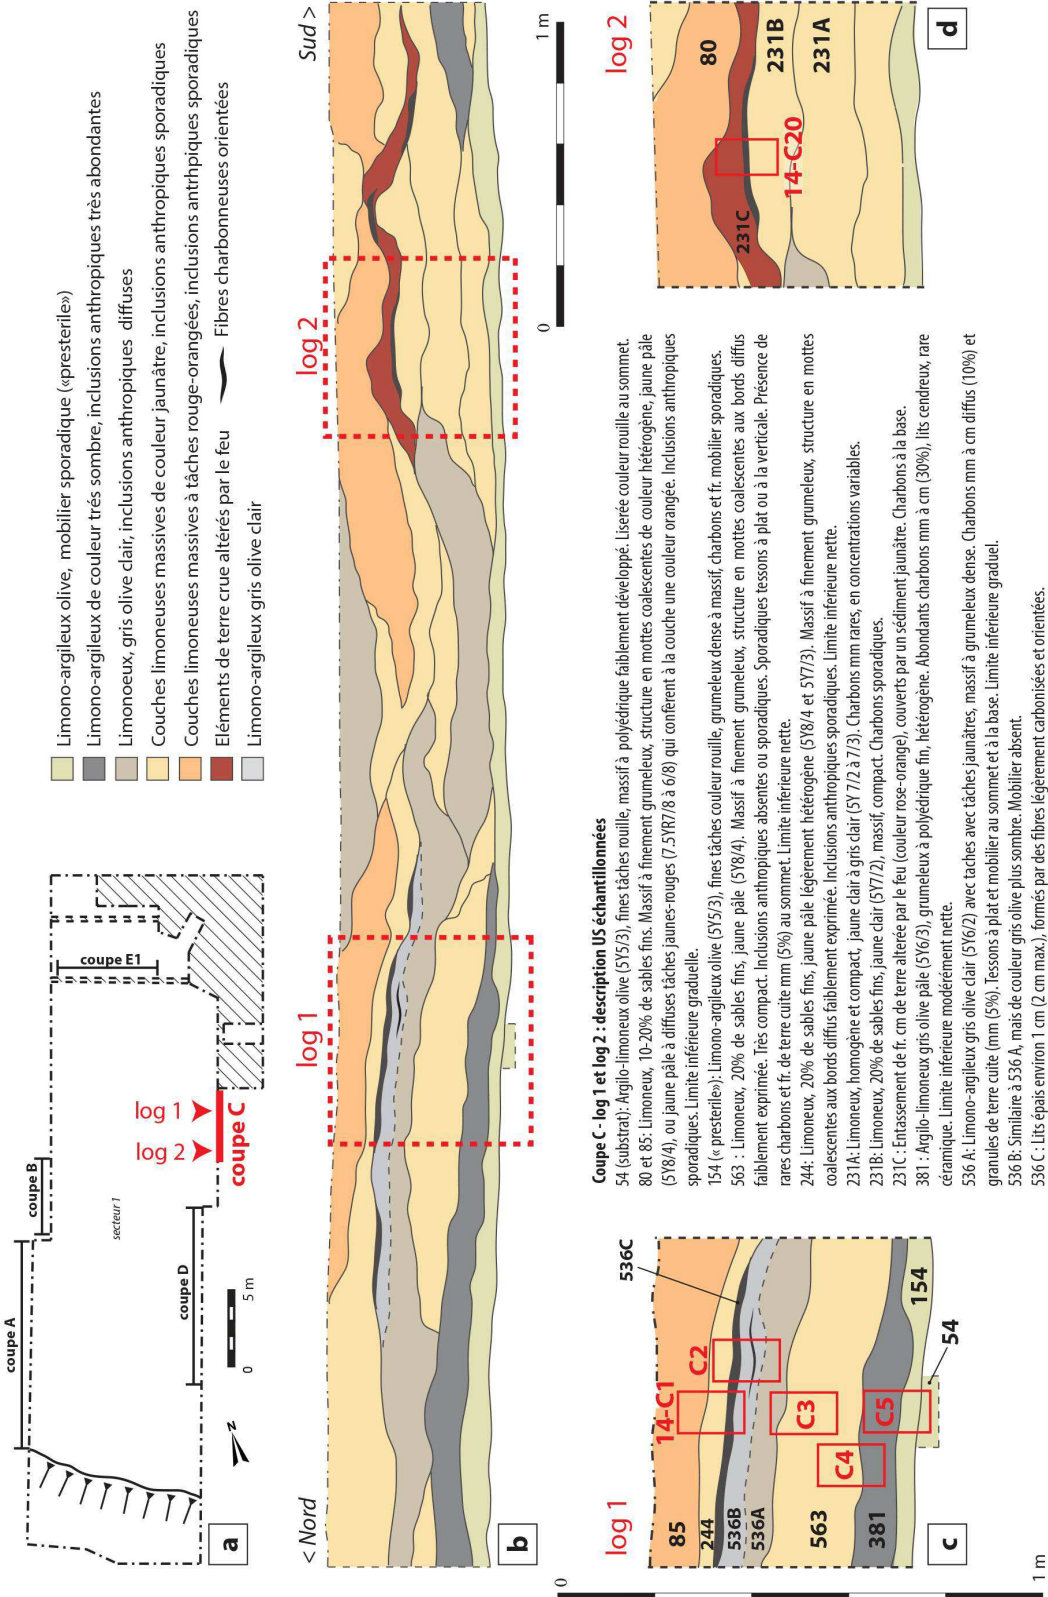 coupe A
coupe B
secteur 1
coupe D
log 1
log 2
coupe C
coupe E1
0
5 m
N
a
Limono-argileux olive, mobilier sporadique («presterile»)
Limono-argileux de couleur trés sombre, inclusions anthropiques très abondantes
Limonoeux, gris olive clair, inclusions anthropiques diffuses
Couches limoneuses massives de couleur jaunâtre, inclusions anthropiques sporadiques
Couches limoneuses massives à tâches rouge-orangées, inclusions antrhpiques sporadiques
Eléments de terre crue altérés par le feu
Fibres charbonneuses orientées
Limono-argileux gris olive clair
< Nord
log 1
log 2
Sud >
0
1 m
b
log 1
85
244
536B
536A
563
381
14-C1
C2
C3
C4
C5
536C
154
54
c
0
1 m
Coupe C - log 1 et log 2 : description US échantillonnées
54 (substrat): Argilo-limoneux olive (5Y5/3), fines tâches rouille, massif à polyédrique faiblement développé. Liserée couleur rouille au sommet.
80 et 85: Limoneux, 10-20% de sables fins. Massif à finement grumeleux, structure en mottes coalescentes de couleur hétérogène, jaune pâle
(5Y8/4), ou jaune pâle à diffuses tâches jaunes-rouges (7.5YR7/8 à 6/8) qui confèrent à la couche une couleur orangée. Inclusions anthropiques
sporadiques. Limite inférieure graduelle.
154 (« presterile»): Limono-argileux olive (5Y5/3), fines tâches couleur rouille, grumeleux dense à massif, charbons et fr. mobilier sporadiques.
563 : Limoneux, 20% de sables fins, jaune pâle (5Y8/4). Massif à finement grumeleux, structure en mottes coalescentes aux bords diffus
faiblement exprimée. Très compact. Inclusions anthropiques absentes ou sporadiques. Sporadiques tessons à plat ou à la verticale. Présence de
rares charbons et fr. de terre cuite mm (5%) au sommet. Limite inferieure nette.
244: Limoneux, 20% de sables fins, jaune pâle légèrement hétérogène (5Y8/4 et 5Y7/3). Massif à finement grumeleux, structure en mottes
coalescentes aux bords diffus faiblement exprimée. Inclusions anthropiques sporadiques. Limite inferieure nette.
231A: Limoneux, homogène et compact, jaune clair à gris clair (5Y 7/2 à 7/3). Charbons mm rares, en concentrations variables.
231B: Limoneux, 20% de sables fins, jaune clair (5Y7/2), massif, compact. Charbons sporadiques.
231C : Entassement de fr. cm de terre alterée par le feu (couleur rose-orange), couverts par un sédiment jaunâtre. Charbons à la base.
381 : Argilo-limoneux gris olive pâle (5Y6/3), grumeleux à polyédrique fin, hétérogène. Abondants charbons mm à cm (30%), lits cendreux, rare
céramique. Limite inferieure modérément nette.
536 A: Limono-argileux gris olive clair (5Y6/2) avec taches avec tâches jaunâtres, massif à grumeleux dense. Charbons mm à cm diffus (10%) et
granules de terre cuite (mm (5%). Tessons à plat et mobilier au sommet et à la base. Limite inferieure graduel.
536 B: Similaire à 536 A, mais de couleur gris olive plus sombre. Mobilier absent.
536 C : Lits épais environ 1 cm (2 cm max.), formés par des fibres légèrement carbonisées et orientées.
log 2
80
231C
231B
231A
14-C20
d